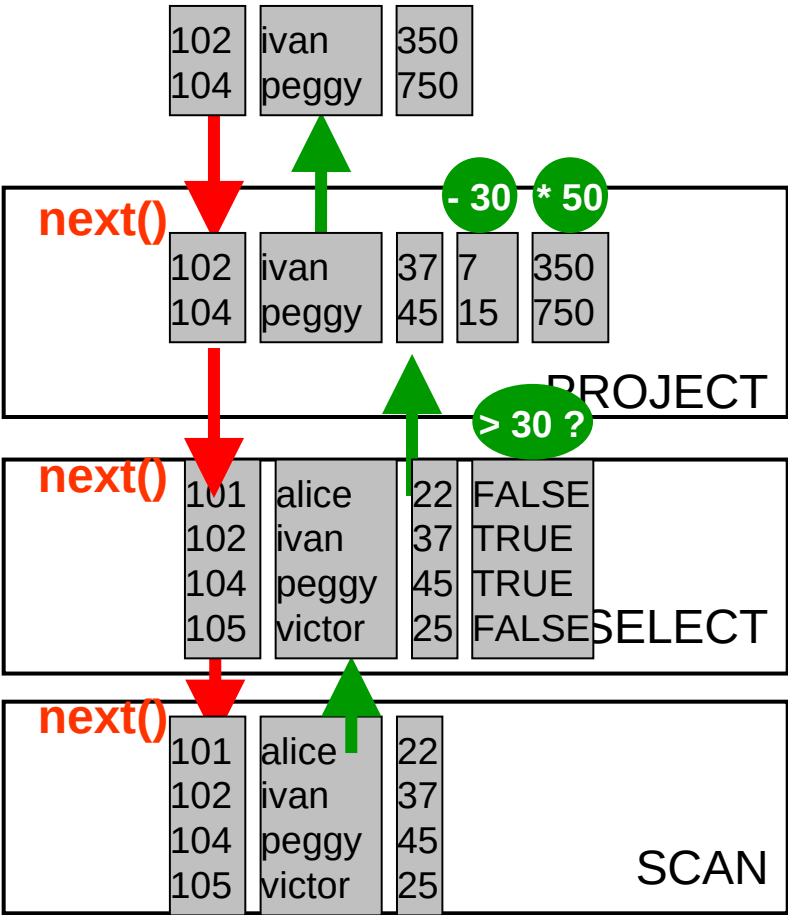 102 ivan 350
104 peggy 750
- 30 * 50
next()
102 ivan 37 7 350
104 peggy 45 15 750
PROJECT
> 30 ?
next()
101 alice 22 FALSE
102 ivan 37 TRUE
104 peggy 45 TRUE
105 victor 25 FALSE
SELECT
next()
101 alice 22
102 ivan 37
104 peggy 45
105 victor 25
SCAN